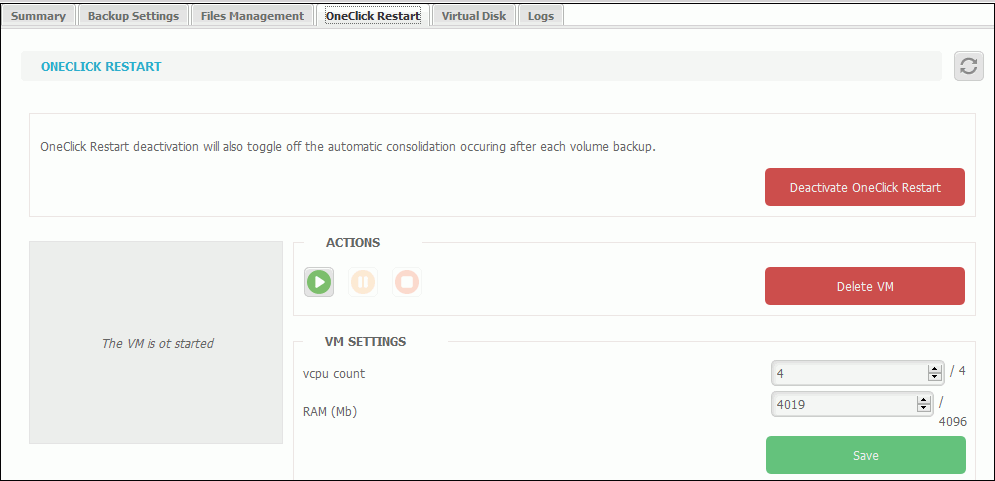 Summary Backup Settings Files Management OneClick Restart Virtual Disk Logs
ONECLICK RESTART
OneClick Restart deactivation will also toggle off the automatic consolidation occuring after each volume backup.
Deactivate OneClick Restart
ACTIONS
Delete VM
The VM is ot started
VM SETTINGS
vcpu count 4 / 4
RAM (Mb) 4019 /
4096
Save